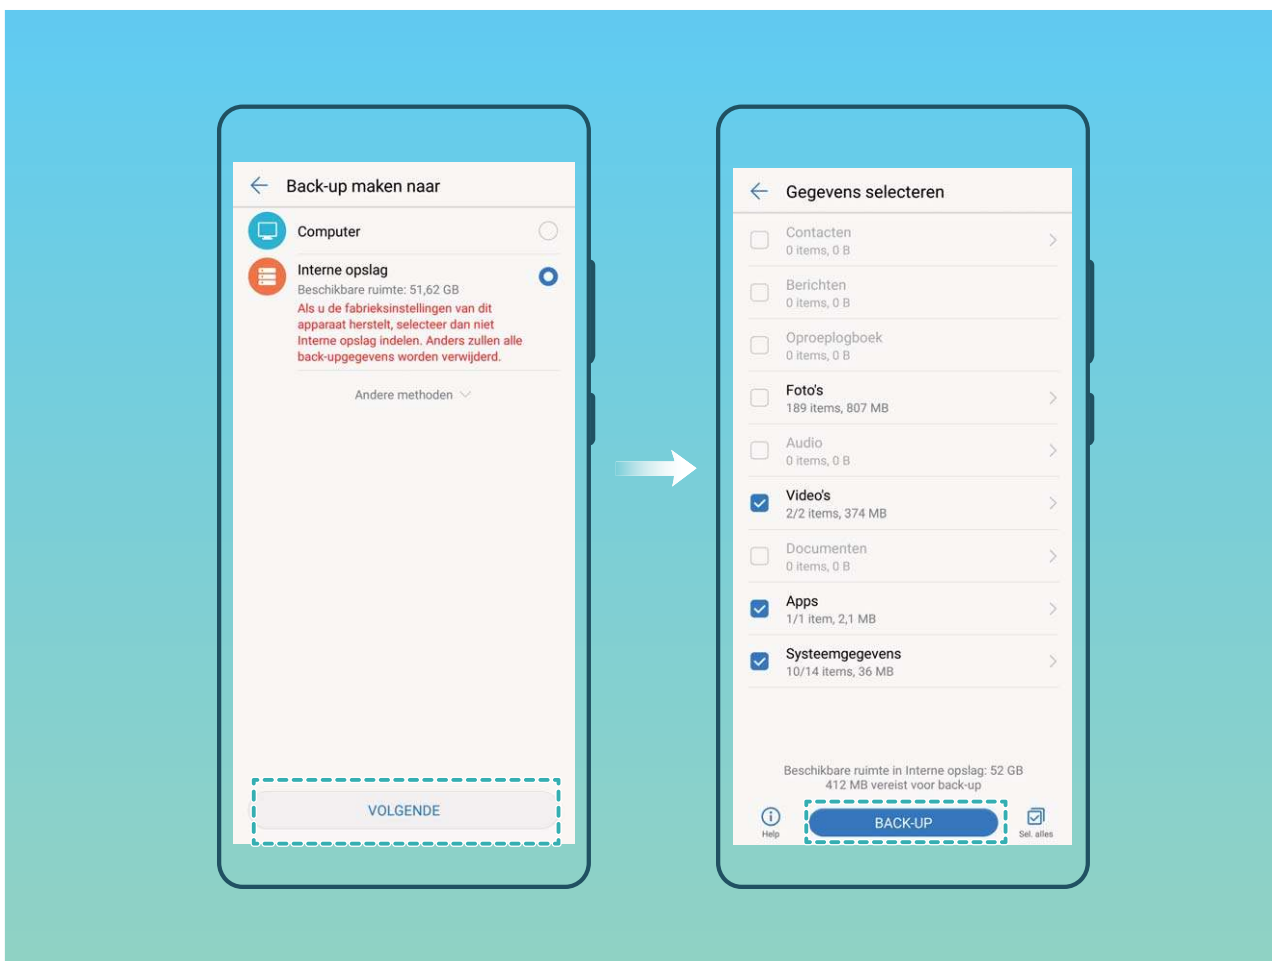 Back-up maken naar
Computer
Interne opslag
Beschikbare ruimte: 51,62 GB
Als u de fabrieksinstellingen van dit
apparaat herstelt, selecteer dan niet
Interne opslag indelen. Anders zullen alle
back-upgegevens worden verwijderd.
Andere methoden
VOLGENDE
Gegevens selecteren
Contacten
0 items, 0 B
Berichten
0 items, 0 B
Oproeplogboek
0 items, 0 B
Foto's
189 items, 807 MB
Audio
0 items, 0 B
Video's
2/2 items, 374 MB
Documenten
0 items, 0 B
Apps
1/1 item, 2,1 MB
Systeemgegevens
10/14 items, 36 MB
Beschikbare ruimte in Interne opslag: 52 GB
412 MB vereist voor back-up
Help
BACK-UP
Sel. alles